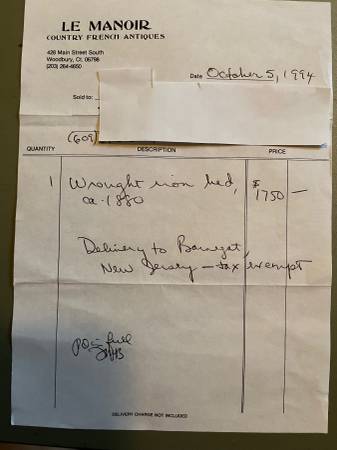 LE MANOIR
COUNTRY FRENCH ANTIQUES
428 Main Street South
Woodbury, Ct. 06798
(203) 264-4650
Date October 5, 1994
Sold to:
(609)
QUANTITY DESCRIPTION PRICE
1 Wrought iron bed, $1750 —
ca. 1880
Delivery to Barnegat,
New Jersey — tax exempt
pd in full
DELIVERY CHARGE NOT INCLUDED